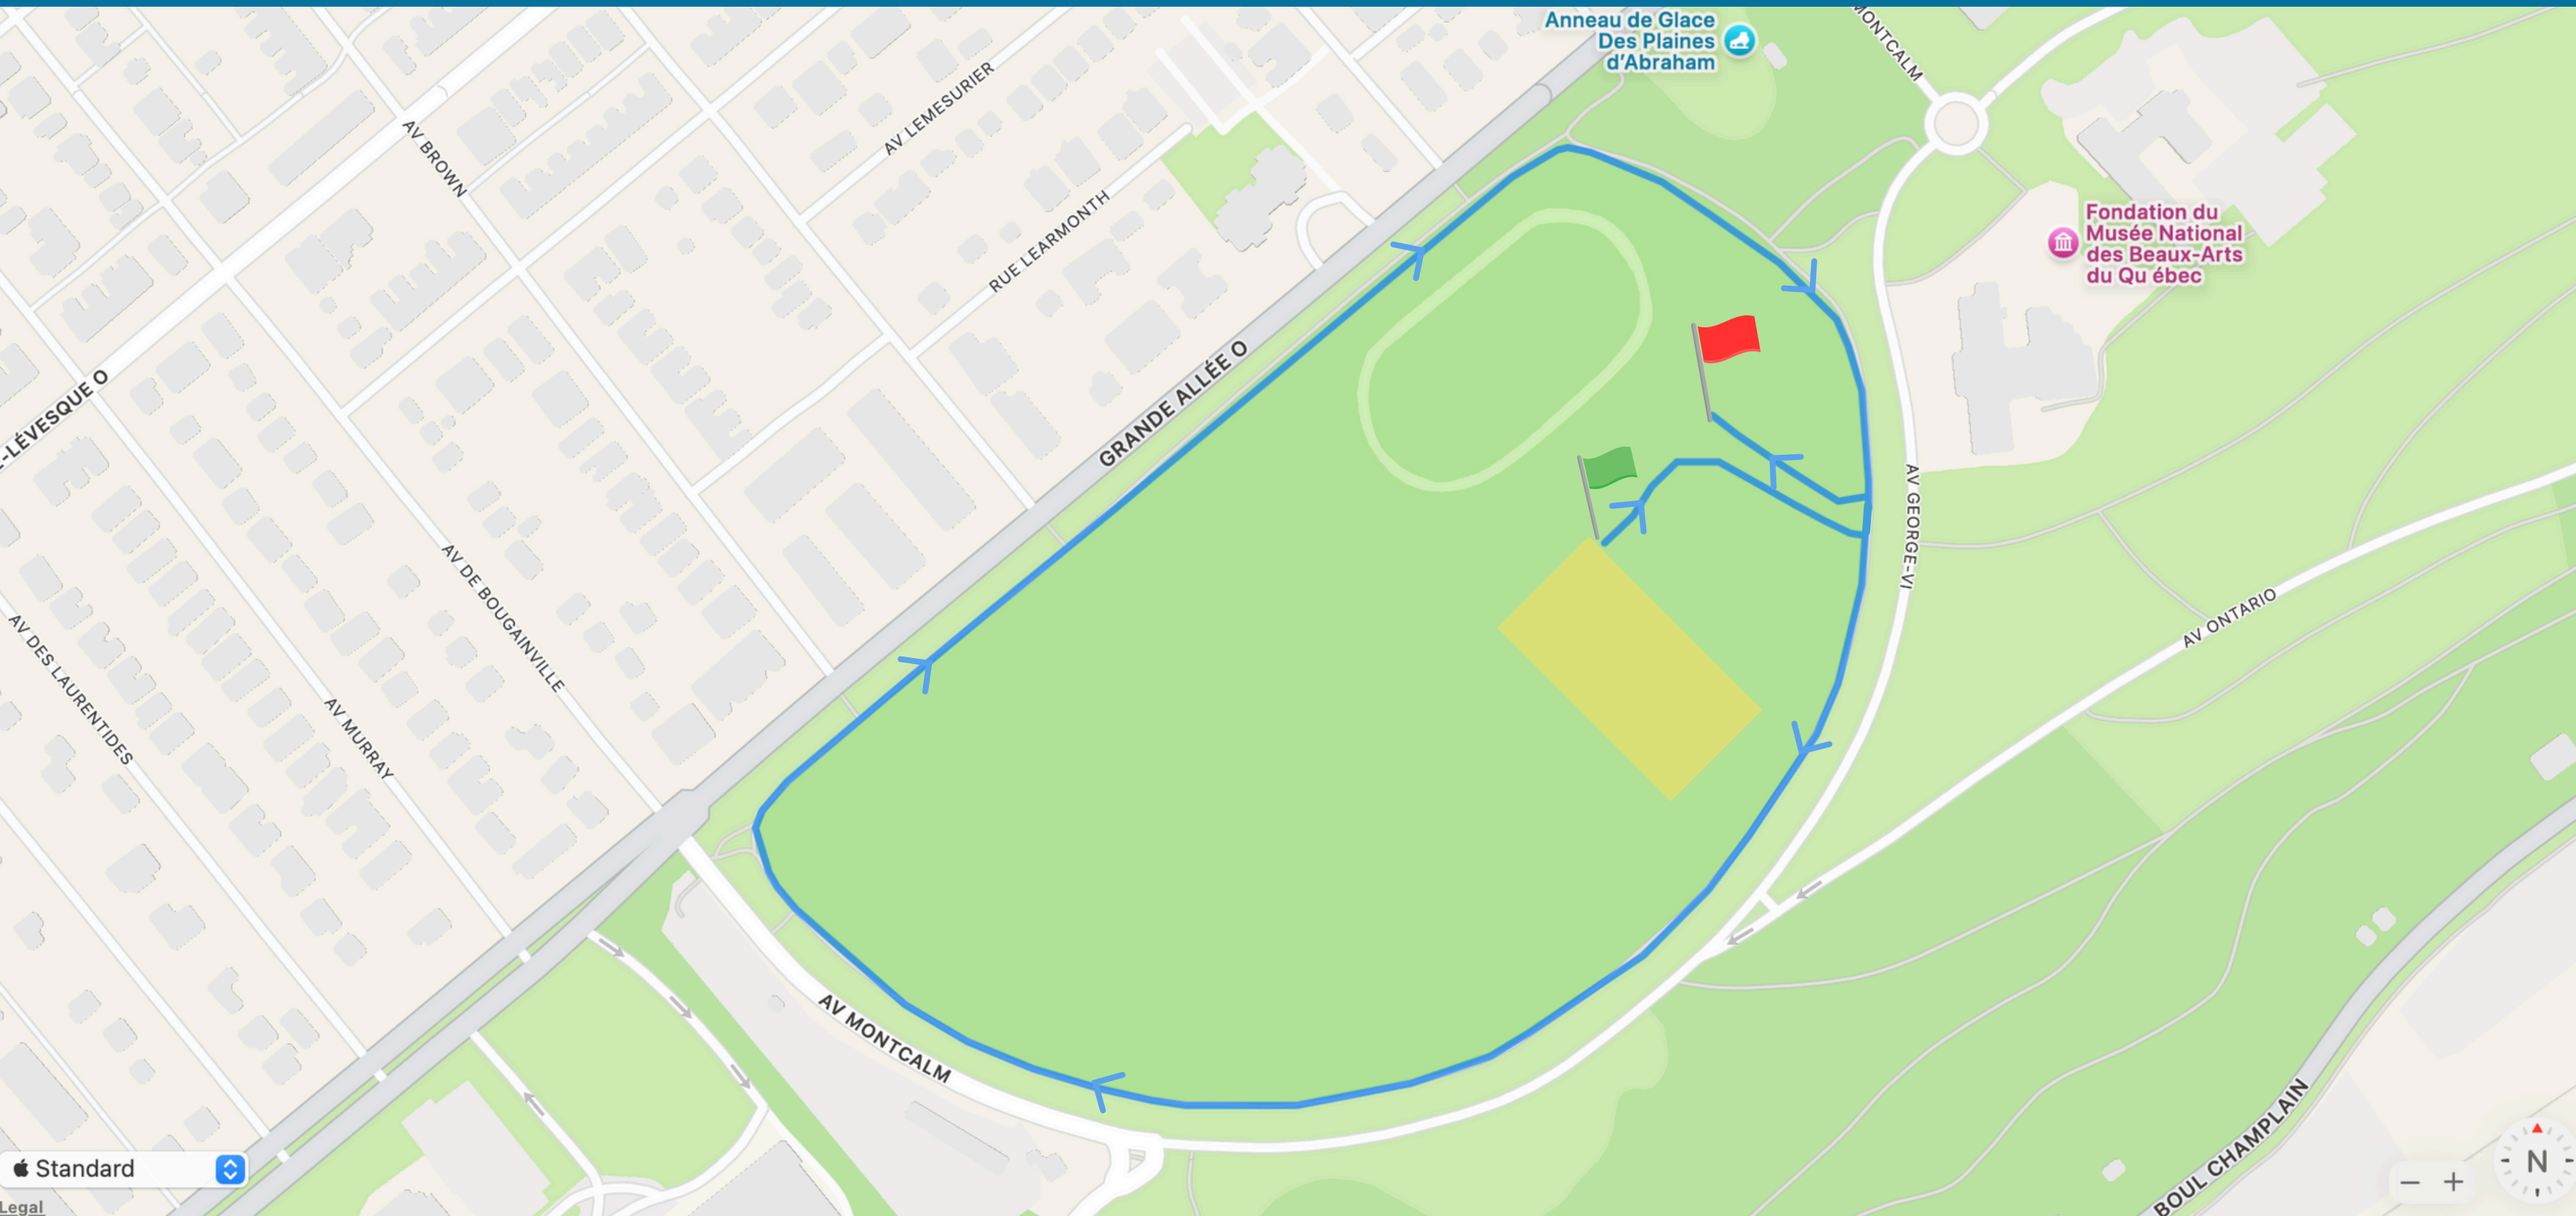 Anneau de Glace
Des Plaines
d'Abraham
MONTCALM
AV LEMESURIER
AV BROWN
RUE LEARMONTH
Fondation du
Musée National
des Beaux-Arts
du Qu ébec
GRANDE ALLÉE O
-LÉVESQUE O
AV GEORGE-VI
AV DE BOUGAINVILLE
AV ONTARIO
AV DES LAURENTIDES
AV MURRAY
AV MONTCALM
BOUL CHAMPLAIN
Standard
N
Legal